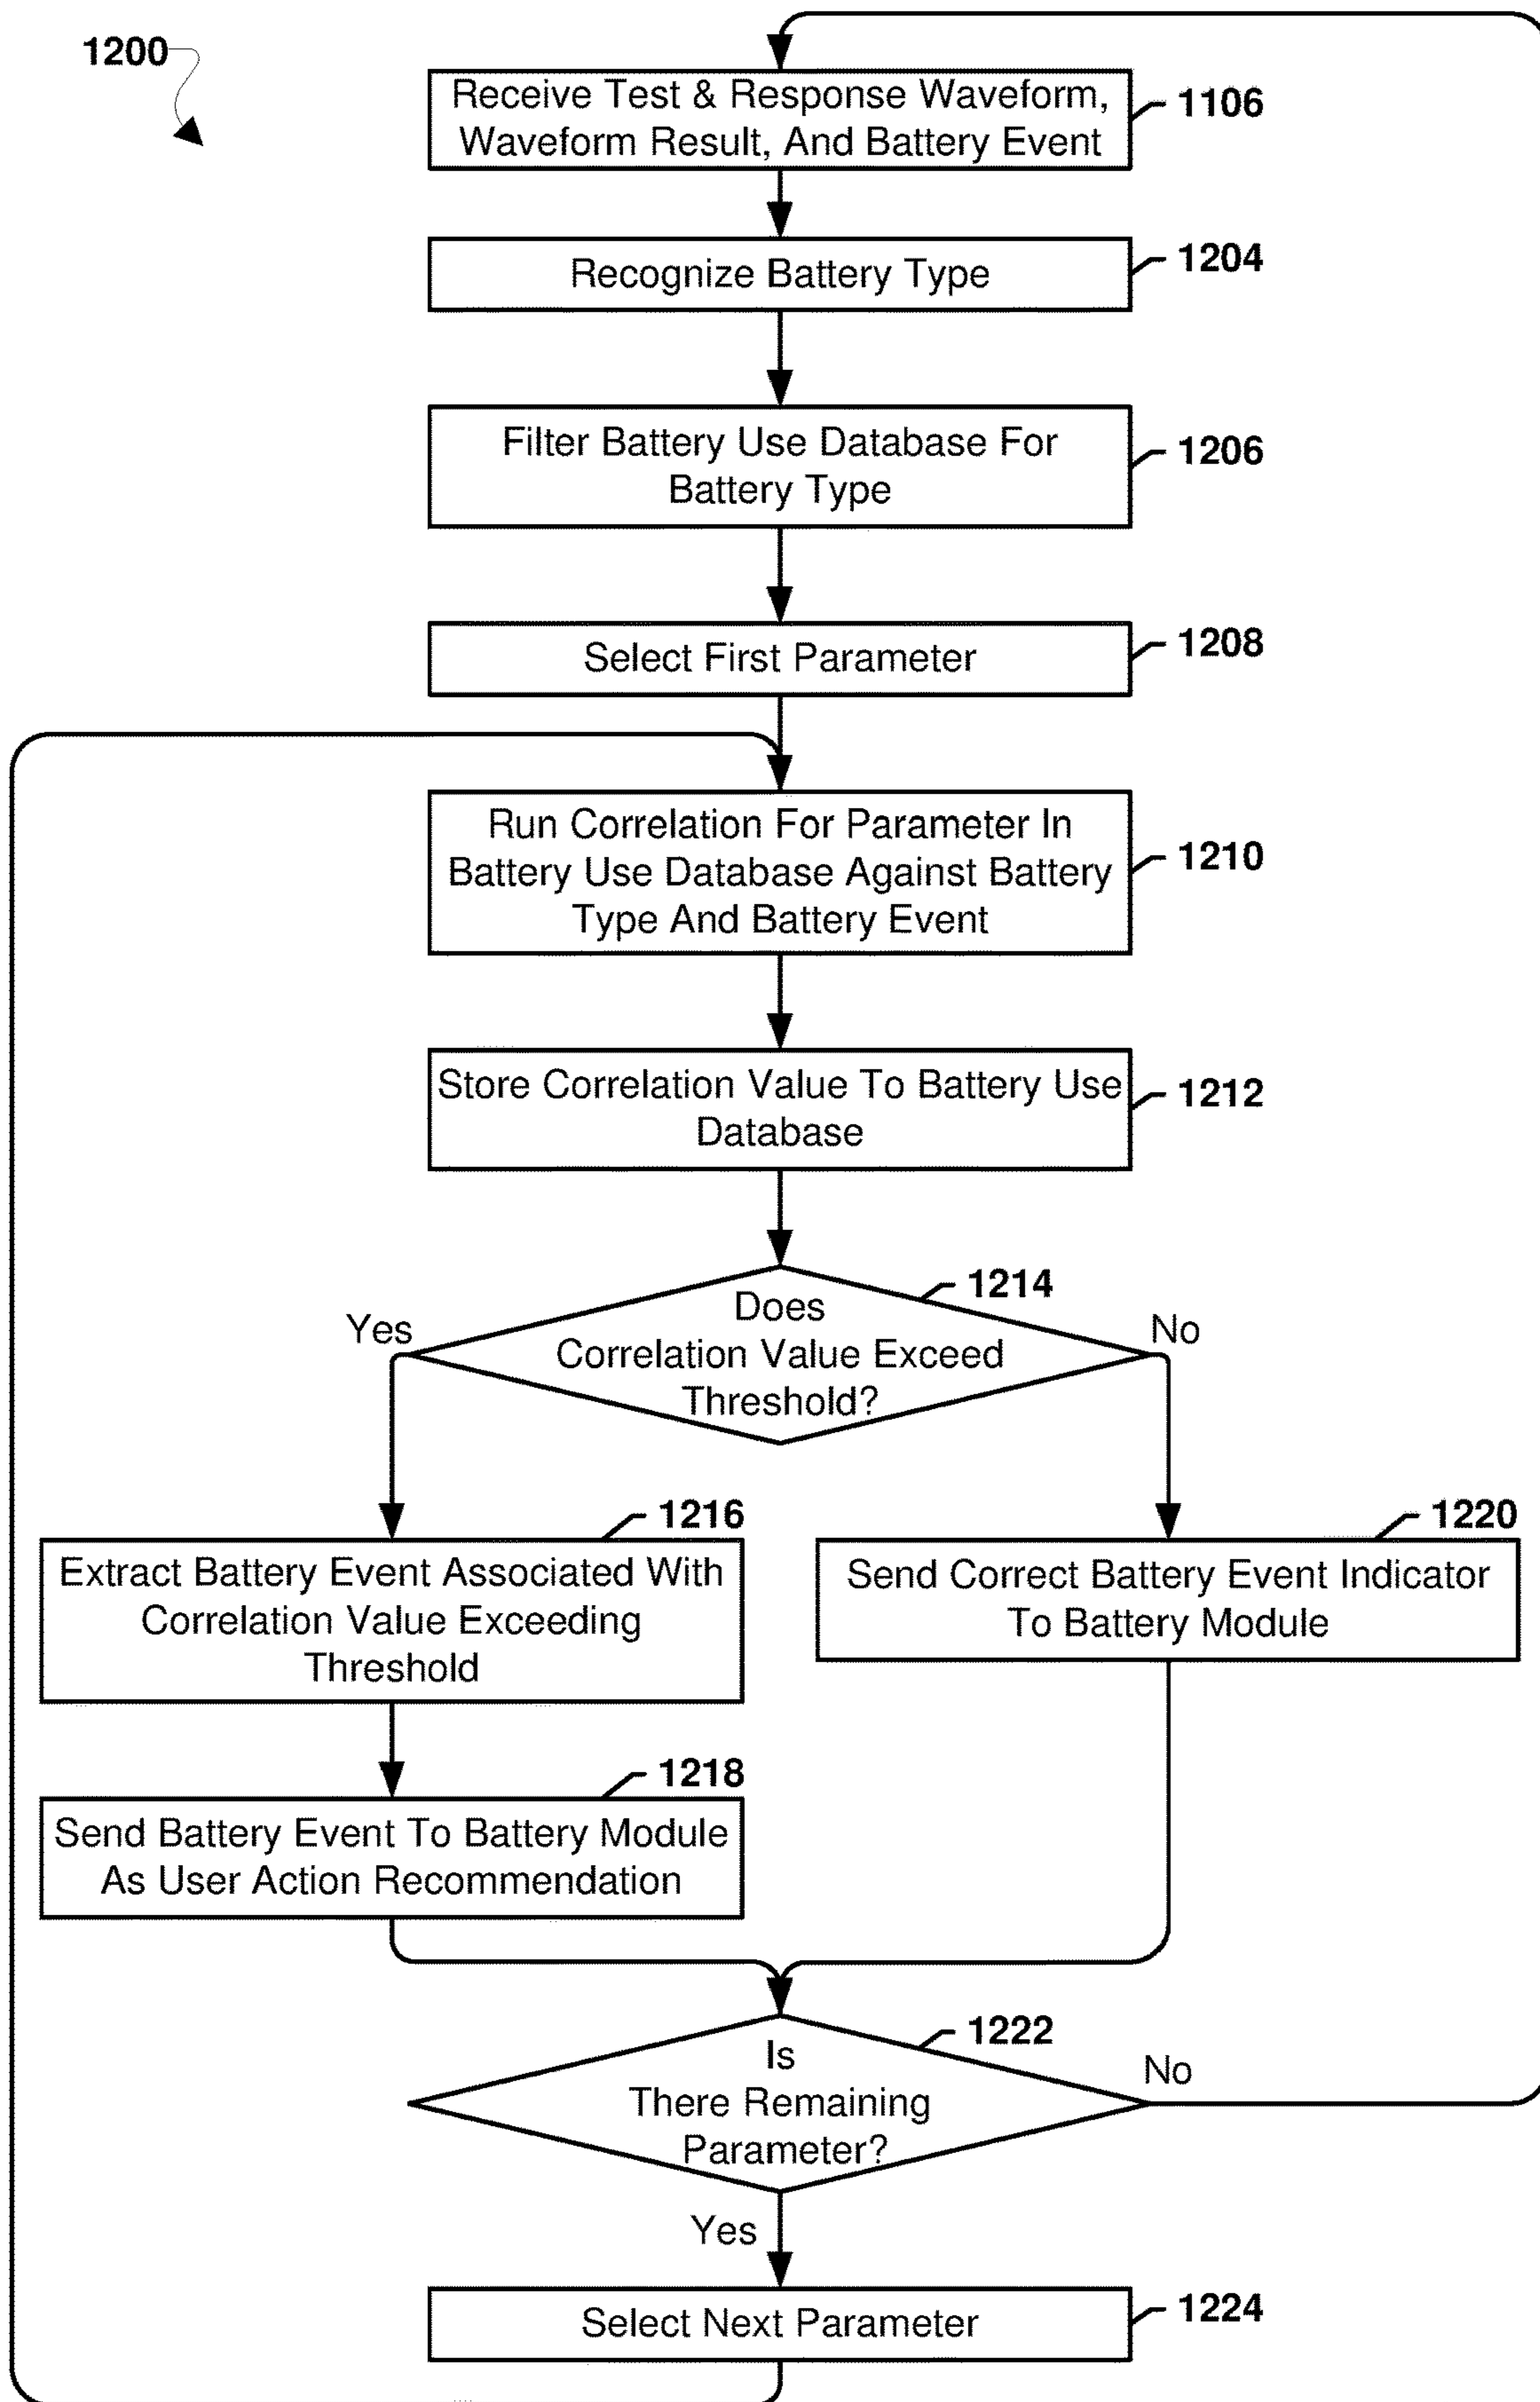 1200
Receive Test & Response Waveform,
Waveform Result, And Battery Event
1106
Recognize Battery Type
1204
Filter Battery Use Database For
Battery Type
1206
Select First Parameter
1208
Run Correlation For Parameter In
Battery Use Database Against Battery
Type And Battery Event
1210
Store Correlation Value To Battery Use
Database
1212
1214
Does
Correlation Value Exceed
Threshold?
Yes
No
1216
Extract Battery Event Associated With
Correlation Value Exceeding
Threshold
1220
Send Correct Battery Event Indicator
To Battery Module
1218
Send Battery Event To Battery Module
As User Action Recommendation
1222
Is
There Remaining
Parameter?
No
Yes
Select Next Parameter
1224